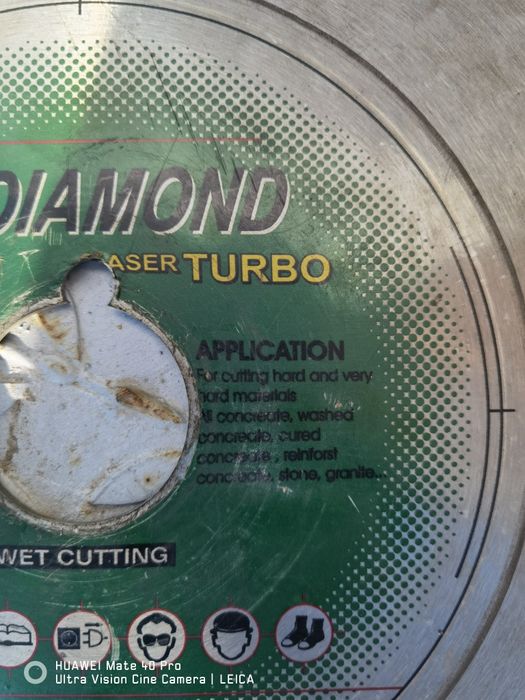 DIAMOND
ASER TURBO
APPLICATION
For cutting hard and very
hard materials
All concreate, washed
concreate, cured
concreate , reinforst
concreate, stone, granite...
WET CUTTING
HUAWEI Mate 40 Pro
Ultra Vision Cine Camera | LEICA